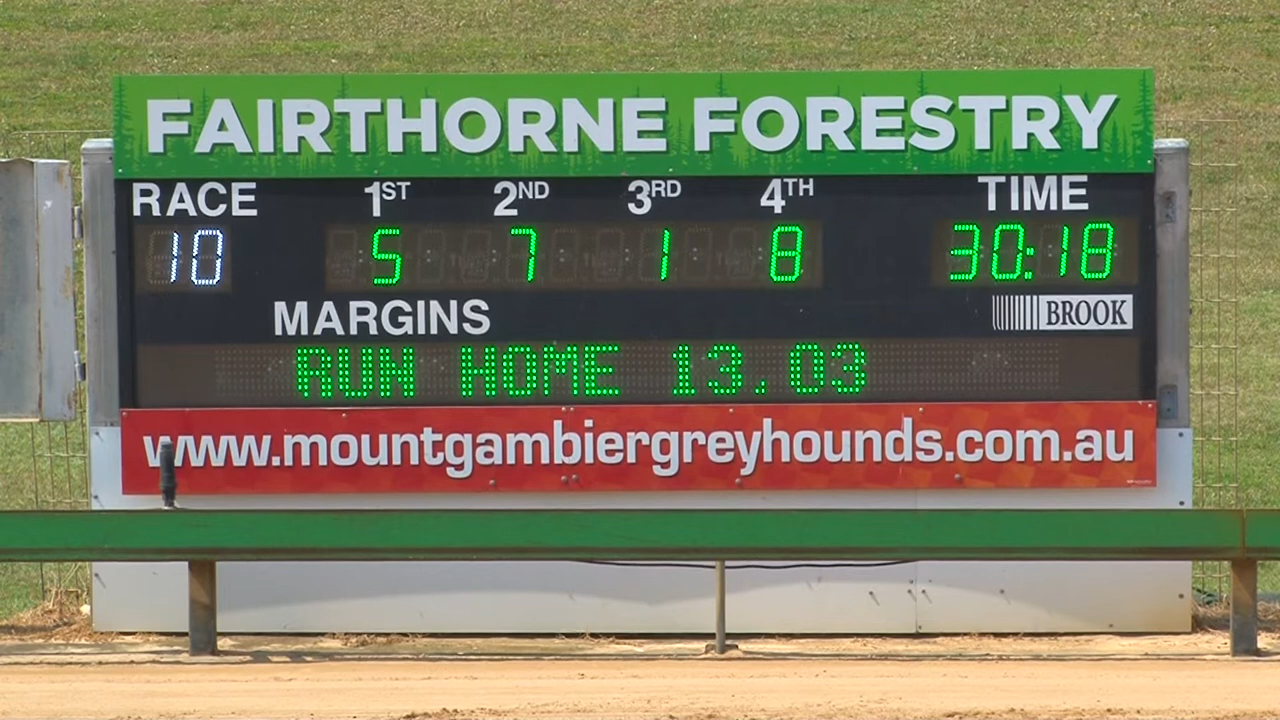 FAIRTHORNE FORESTRY
RACE 1ST 2ND 3RD 4TH TIME
10 5 7 1 8 30:18
MARGINS
BROOK
RUN HOME 13.03
www.mountgambiergreyhounds.com.au